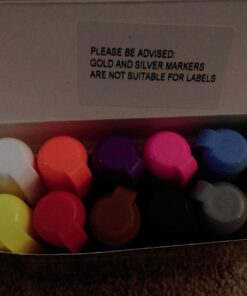 PLEASE BE ADVISED:
GOLD AND SILVER MARKERS
ARE NOT SUITABLE FOR LABELS